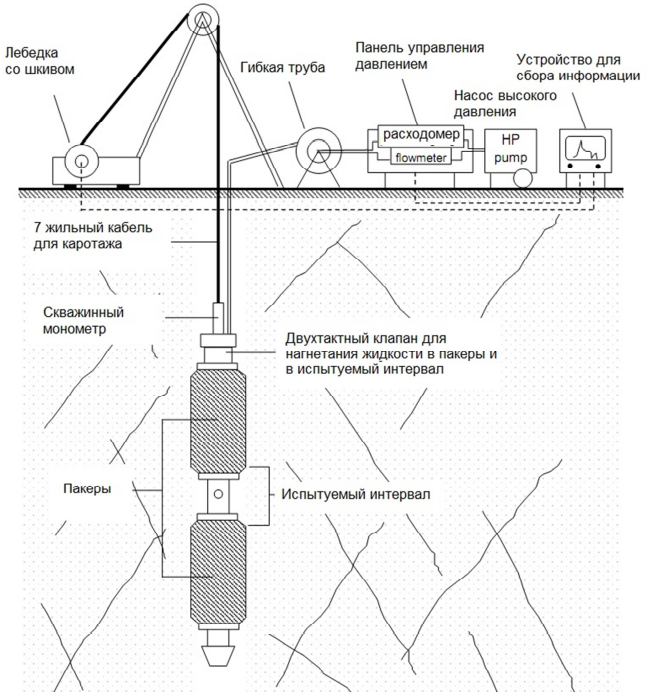 Лебедка
со шкивом
Гибкая труба
Панель управления
давлением
Насос высокого
давления
Устройство для
сбора информации
расходомер
flowmeter
HP
pump
7 жильный кабель
для каротажа
Скважинный
монометр
Двухтактный клапан для
нагнетания жидкости в пакеры и
в испытуемый интервал
Пакеры
Испытуемый интервал